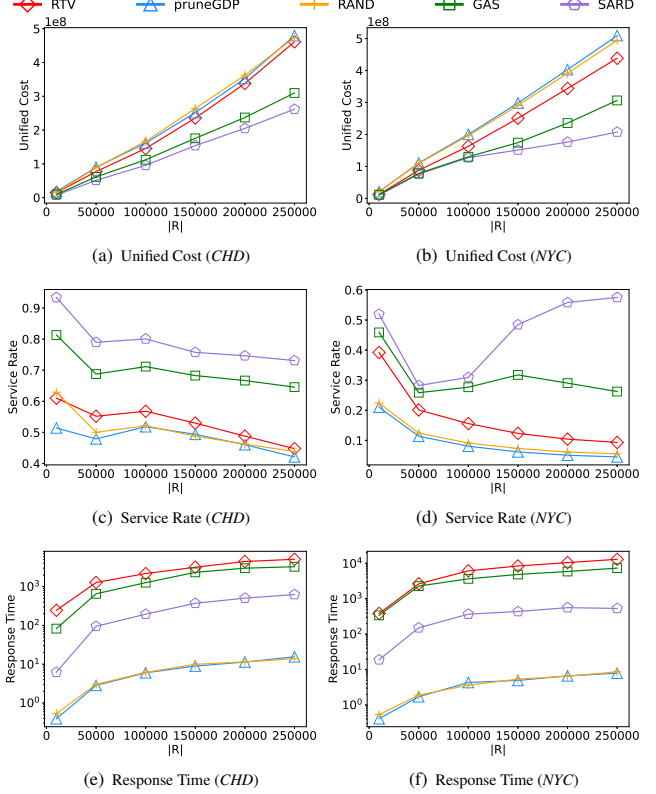 RTV pruneGDP RAND GAS SARD
1e8 1e8
5 5
4 4
3 3
2 2
1 1
0 0
Unified Cost Unified Cost
0 50000 100000 150000 200000 250000 0 50000 100000 150000 200000 250000
|R| |R|
(a) Unified Cost (CHD) (b) Unified Cost (NYC)
0.9 0.6
0.8 0.5
0.7 0.4
0.6 0.3
0.5 0.2
0.4 0.1
Service Rate Service Rate
0 50000 100000 150000 200000 250000 0 50000 100000 150000 200000 250000
|R| |R|
(c) Service Rate (CHD) (d) Service Rate (NYC)
10³ 10⁴
10² 10³
10¹ 10²
10⁰ 10¹
10⁰
Response Time Response Time
0 50000 100000 150000 200000 250000 0 50000 100000 150000 200000 250000
|R| |R|
(e) Response Time (CHD) (f) Response Time (NYC)